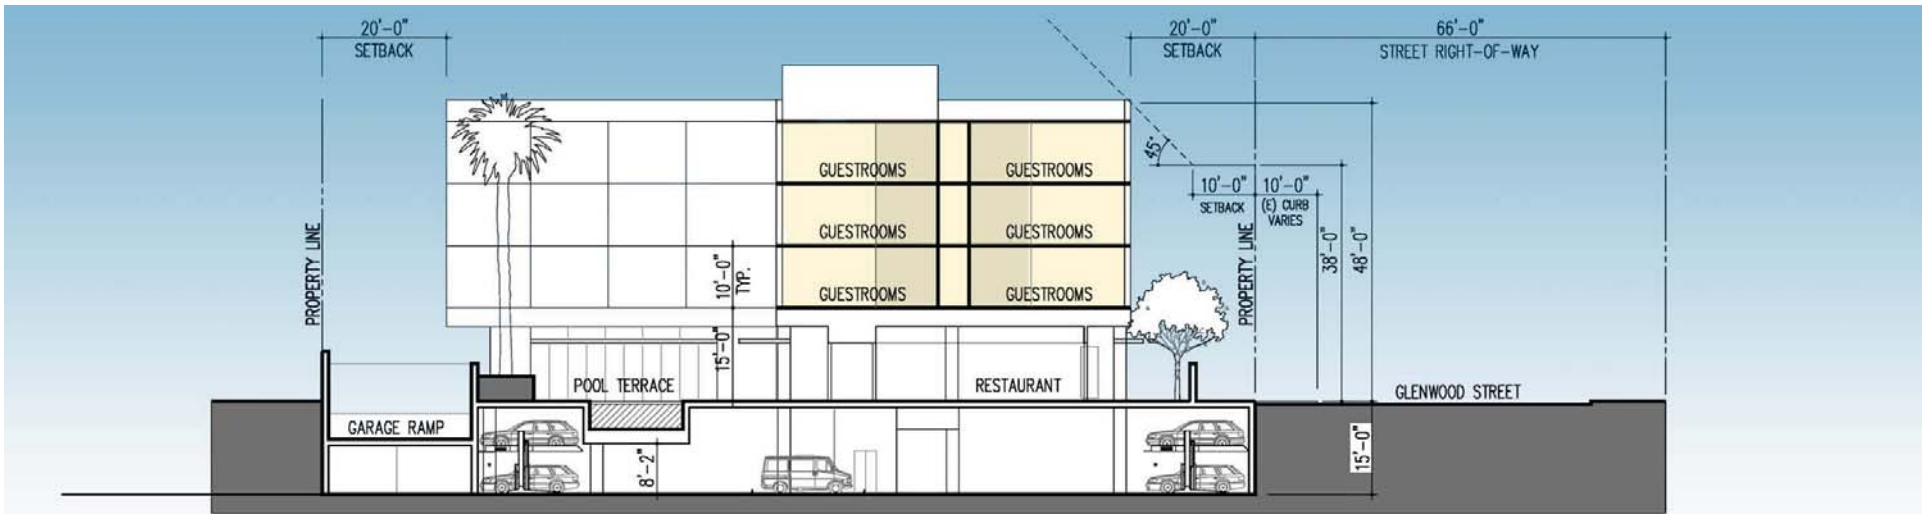 20'-0"
SETBACK
20'-0"
SETBACK
66'-0"
STREET RIGHT-OF-WAY
45°
GUESTROOMS
GUESTROOMS
10'-0"
SETBACK
10'-0"
(E) CURB
VARIES
PROPERTY LINE
GUESTROOMS
GUESTROOMS
PROPERTY LINE
38'-0"
48'-0"
10'-0"
TYP.
GUESTROOMS
GUESTROOMS
15'-0"
POOL TERRACE
RESTAURANT
GLENWOOD STREET
GARAGE RAMP
8'-2"
15'-0"